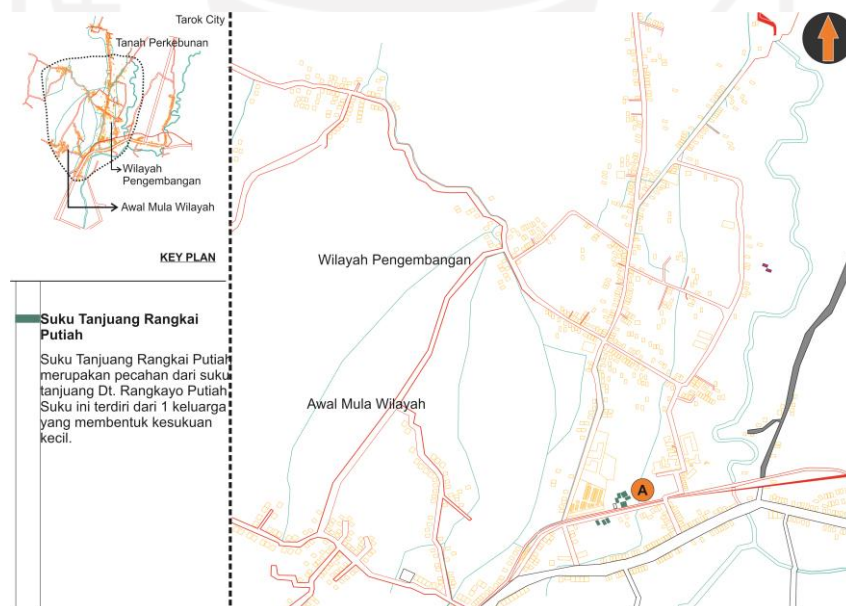 Tarok City
Tanah Perkebunan
Wilayah
Pengembangan
Awal Mula Wilayah
KEY PLAN
Suku Tanjuang Rangkai
Putiah
Suku Tanjuang Rangkai Putiah
merupakan pecahan dari suku
tanjuang Dt. Rangkayo Putiah
Suku ini terdiri dari 1 keluarga
yang membentuk kesukuan
kecil.
Wilayah Pengembangan
Awal Mula Wilayah
A